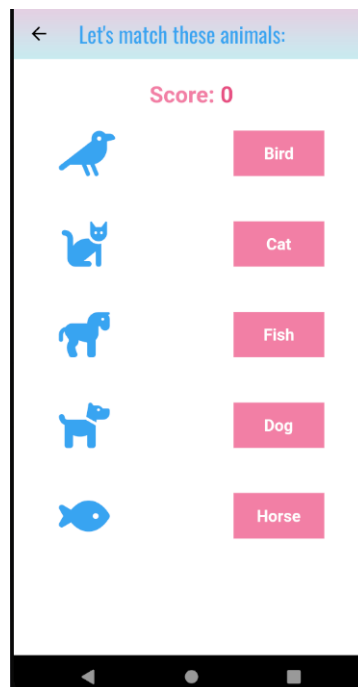 Let's match these animals:
Score: 0
Bird
Cat
Fish
Dog
Horse